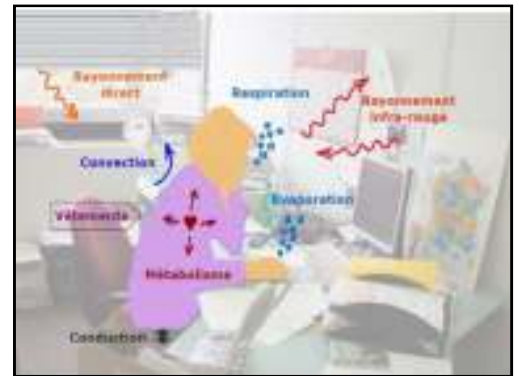 Rayonnement
direct
Respiration
Rayonnement
infra-rouge
Convection
Evaporation
Vêtements
Métabolisme
Conduction